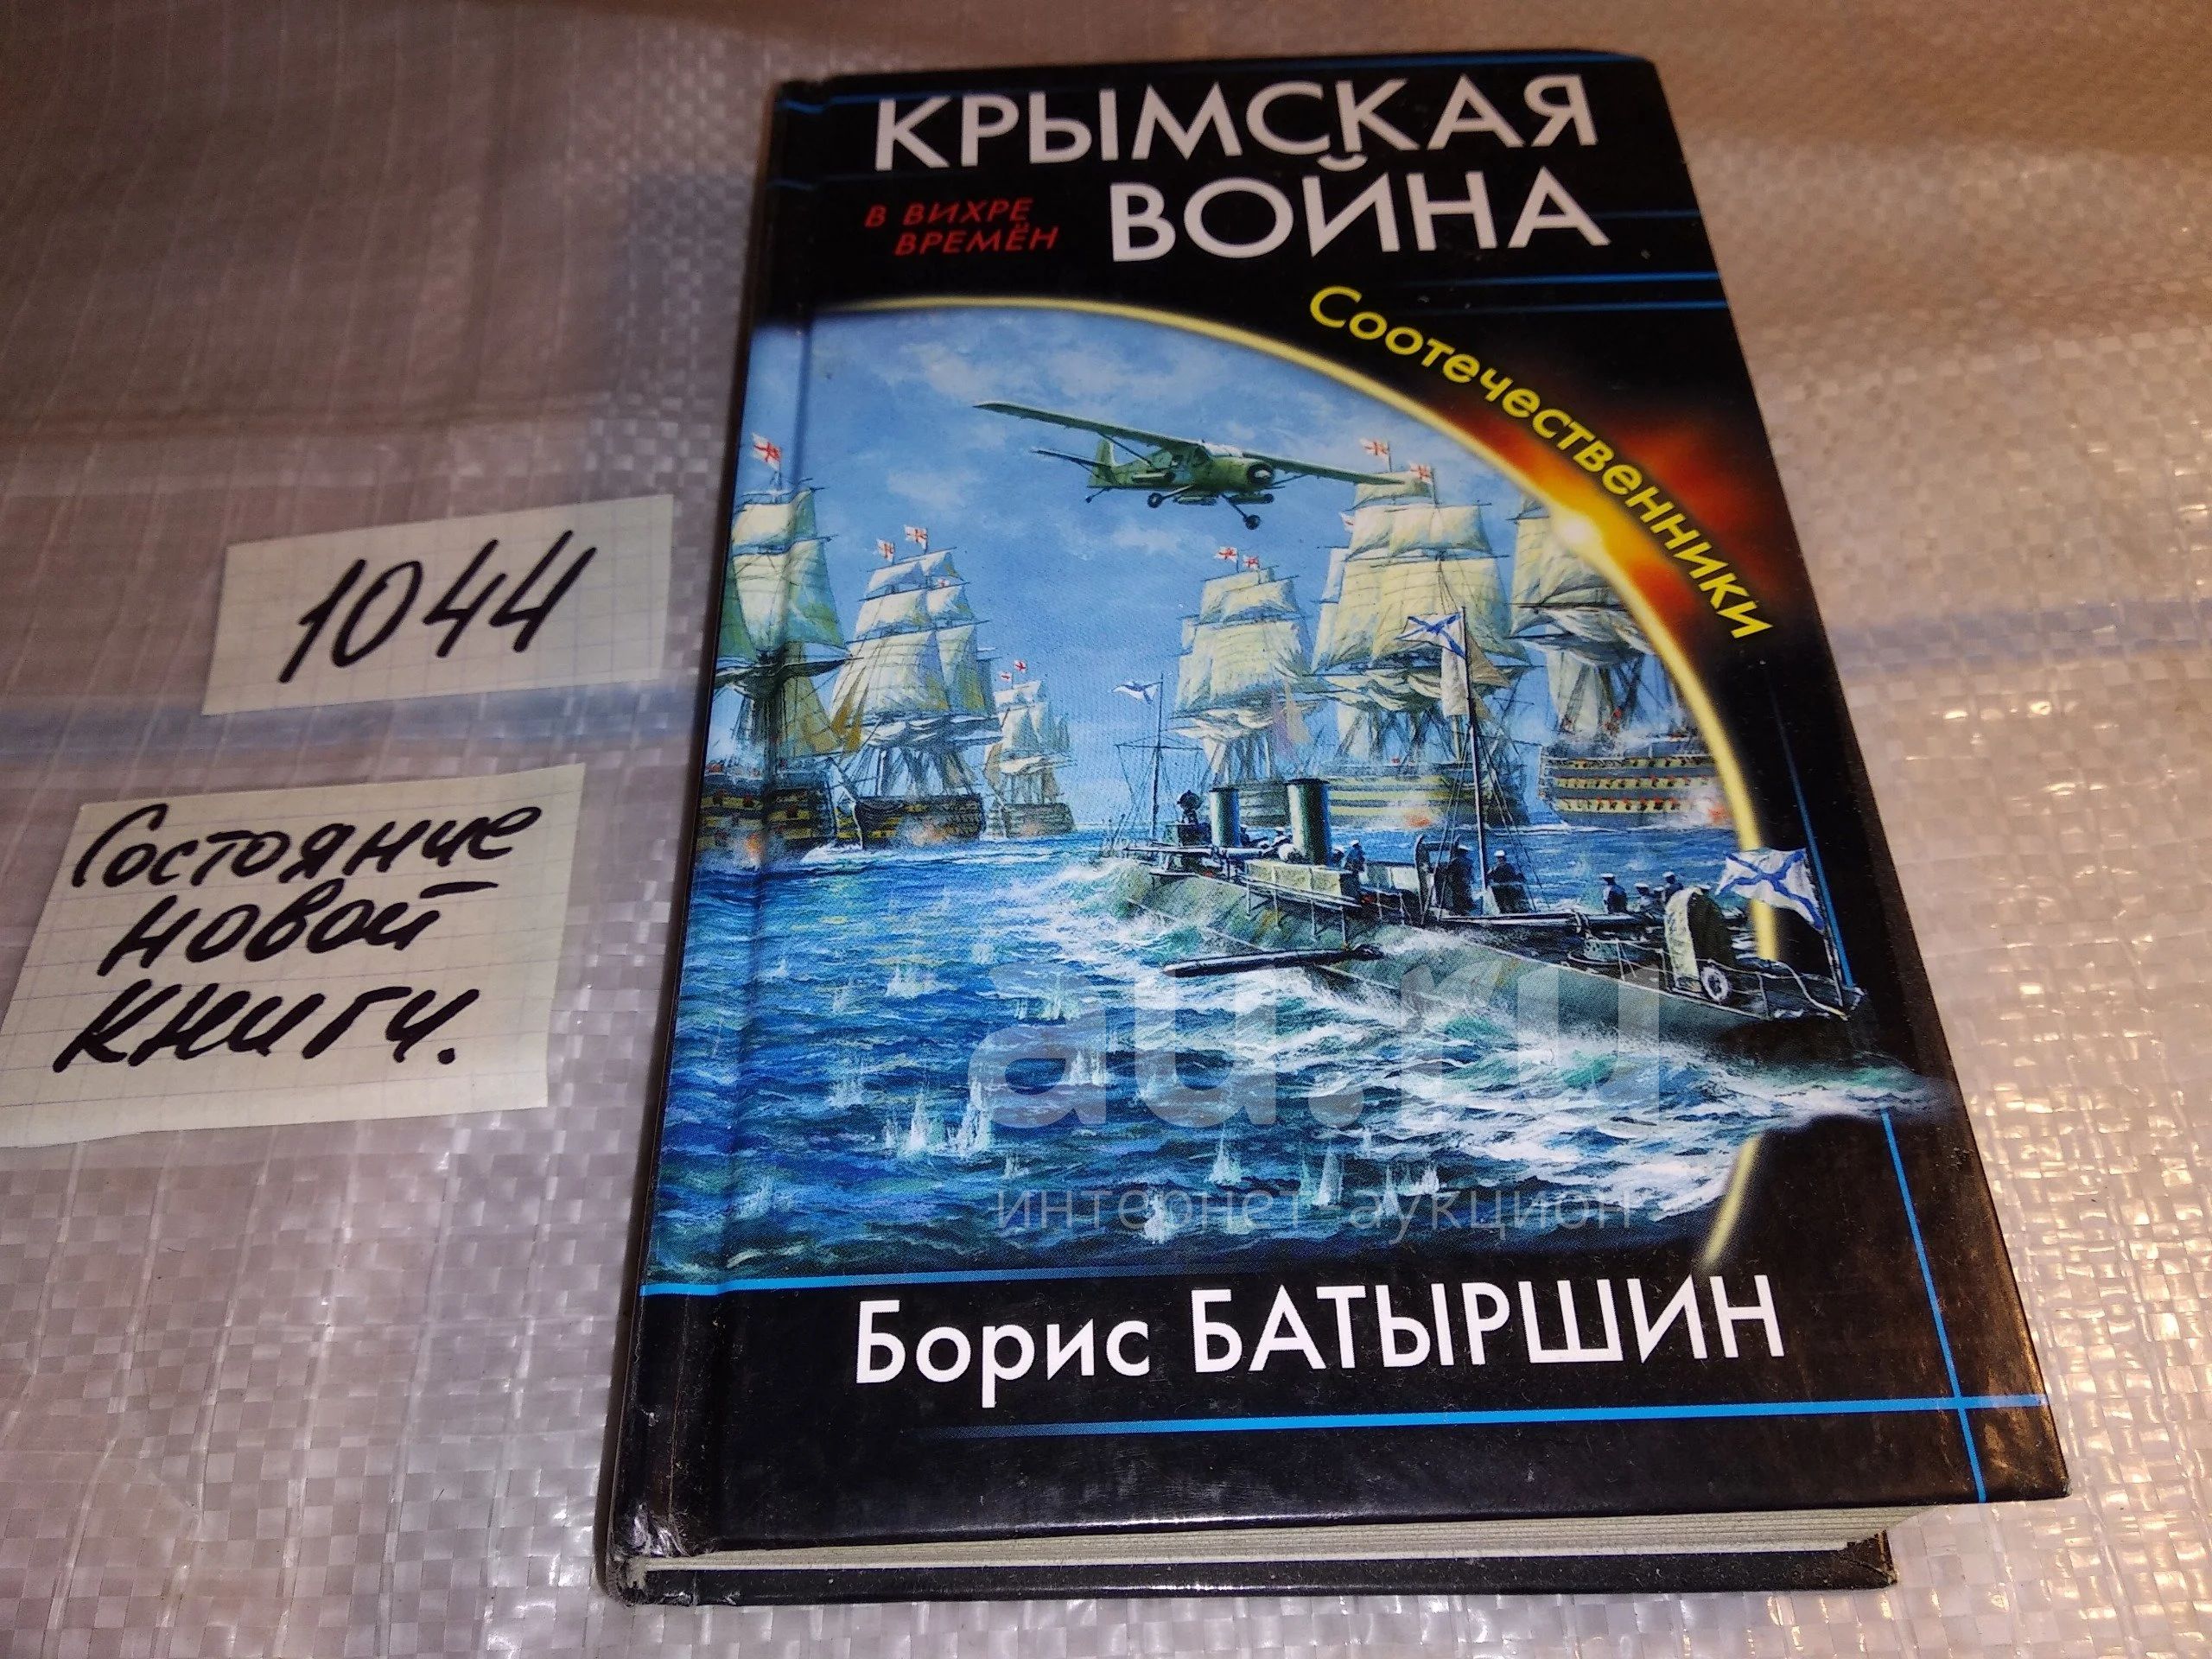 КРЫМСКАЯ
ВОЙНА
В ВИХРЕ
ВРЕМЁН
Соотечественники
1044
Состояние
новой
книги.
au.ru
интернет аукцион
Борис БАТЫРШИН